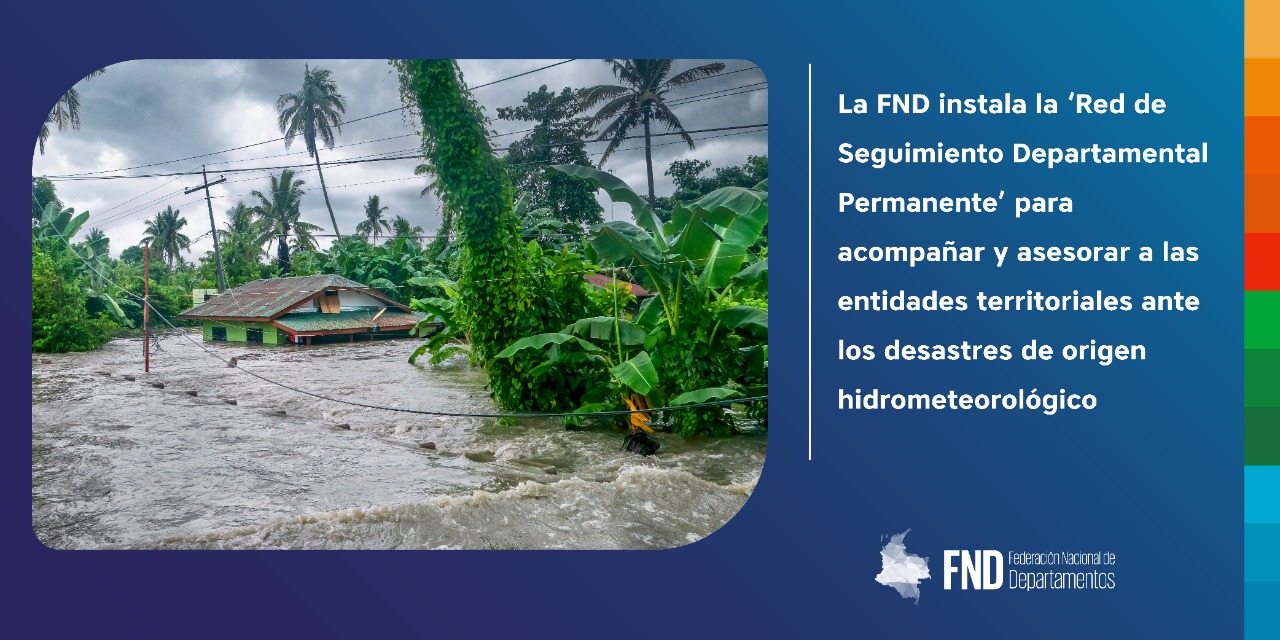 La FND instala la ‘Red de
Seguimiento Departamental
Permanente’ para
acompañar y asesorar a las
entidades territoriales ante
los desastres de origen
hidrometeorológico
FND
Federación Nacional de
Departamentos